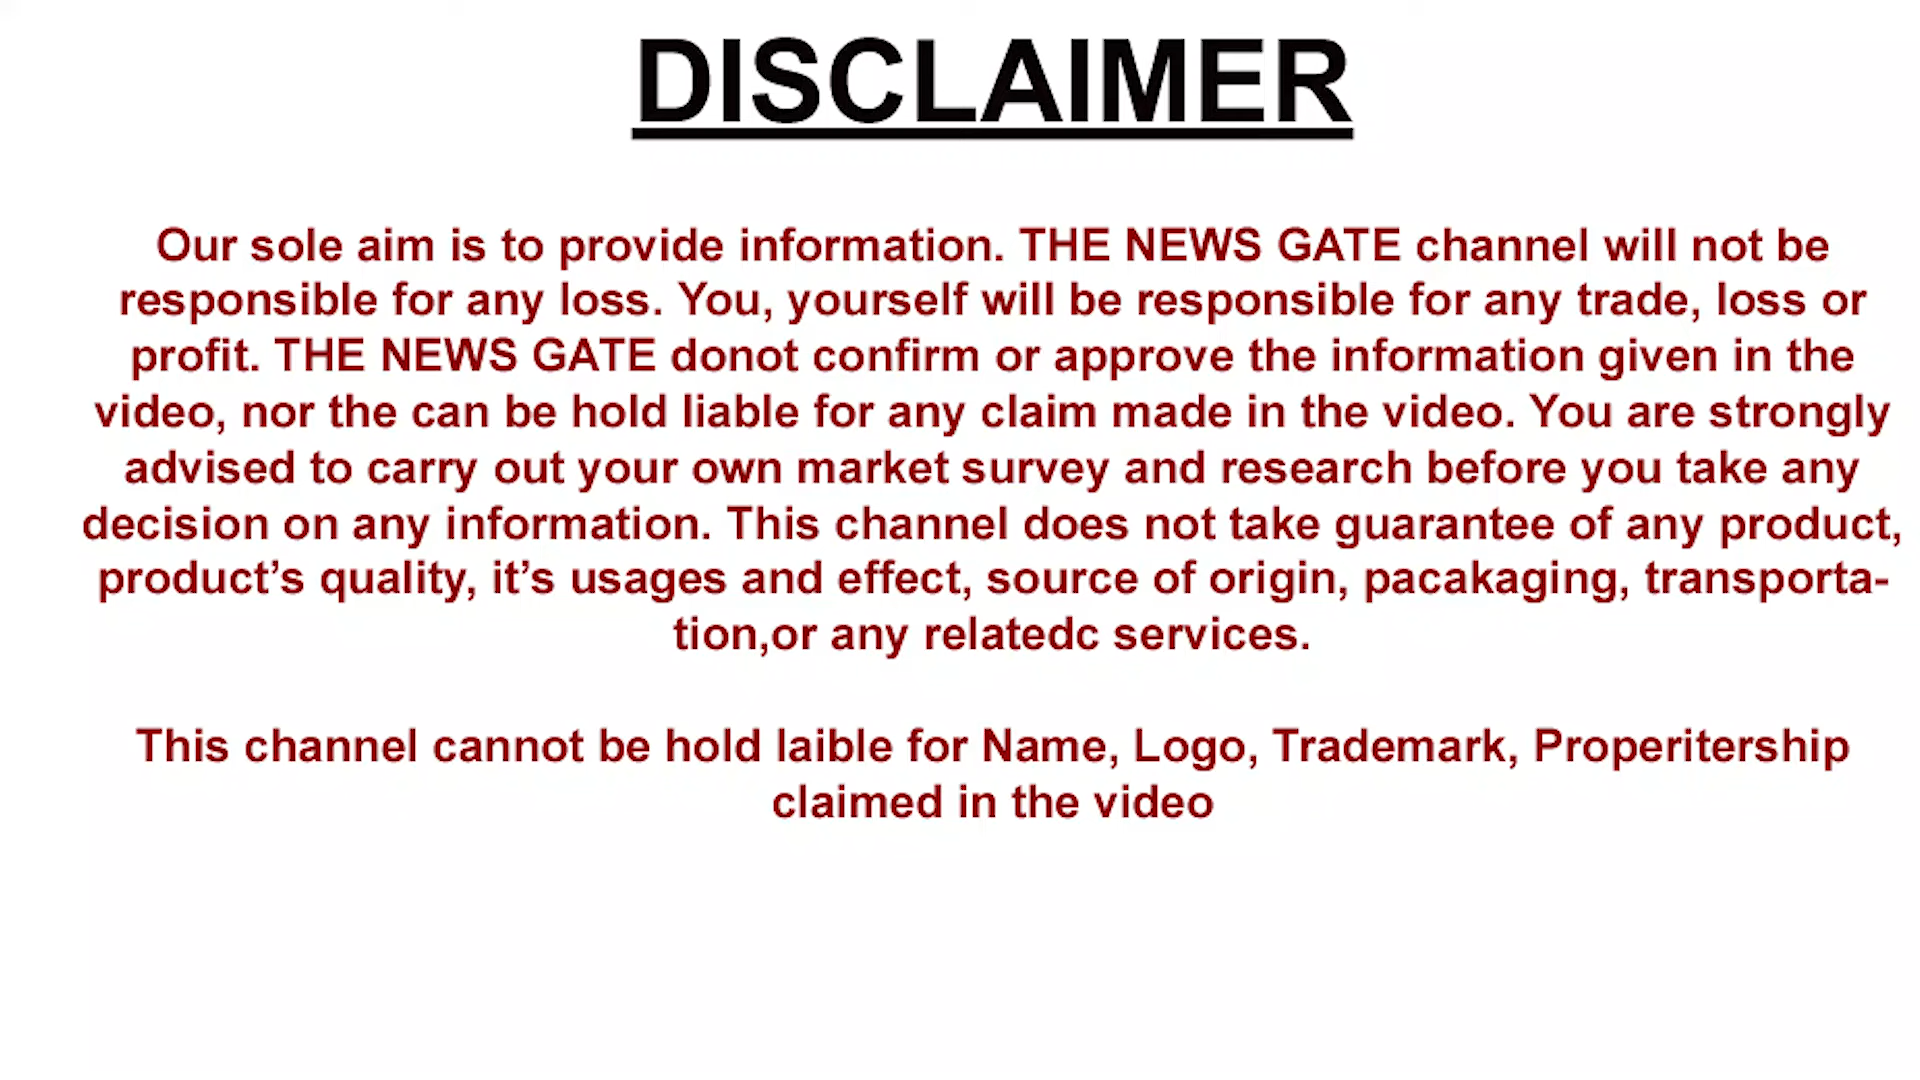 DISCLAIMER
Our sole aim is to provide information. THE NEWS GATE channel will not be
responsible for any loss. You, yourself will be responsible for any trade, loss or
profit. THE NEWS GATE donot confirm or approve the information given in the
video, nor the can be hold liable for any claim made in the video. You are strongly
advised to carry out your own market survey and research before you take any
decision on any information. This channel does not take guarantee of any product,
product’s quality, it’s usages and effect, source of origin, pacakaging, transporta-
tion,or any relatedc services.
This channel cannot be hold laible for Name, Logo, Trademark, Properitership
claimed in the video